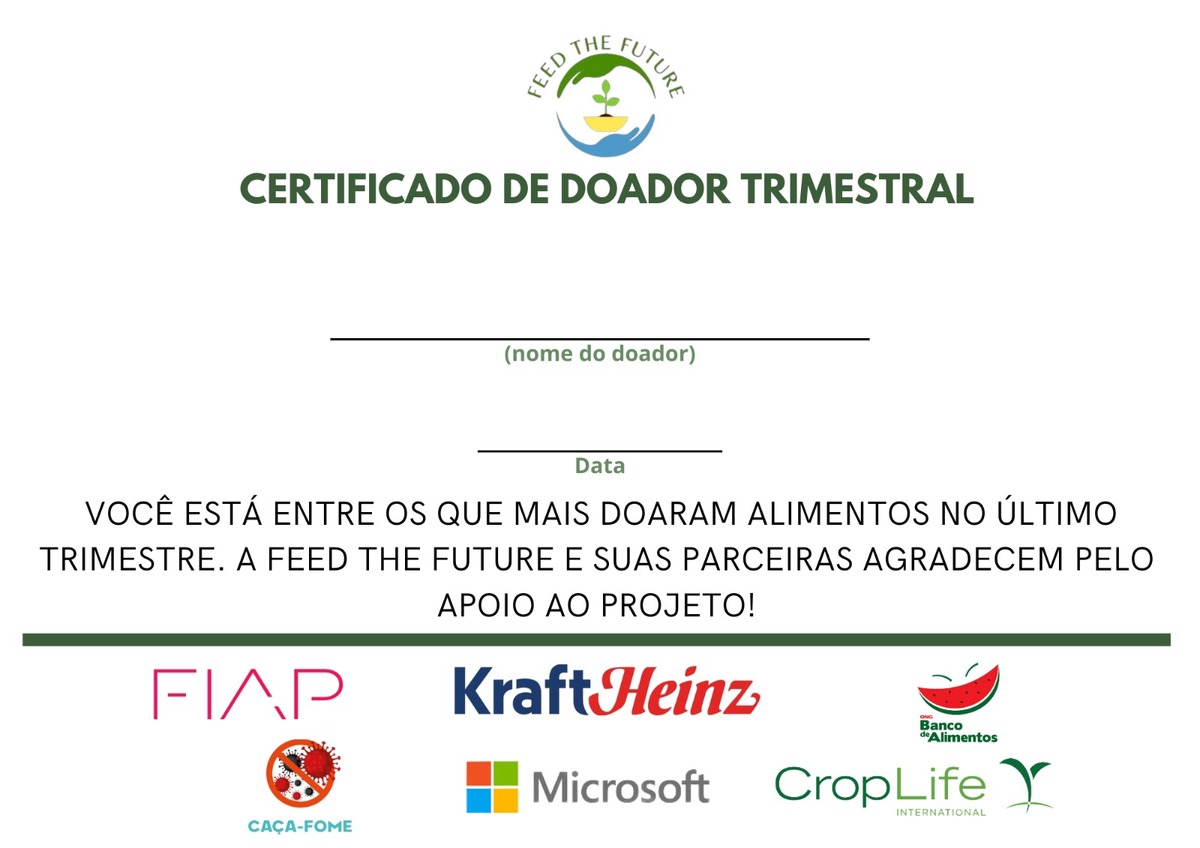 FEED THE FUTURE
CERTIFICADO DE DOADOR TRIMESTRAL
(nome do doador)
Data
VOCÊ ESTÁ ENTRE OS QUE MAIS DOARAM ALIMENTOS NO ÚLTIMO
TRIMESTRE. A FEED THE FUTURE E SUAS PARCEIRAS AGRADECEM PELO
APOIO AO PROJETO!
FIAP
KraftHeinz
ONG
Banco
de Alimentos
CAÇA-FOME
Microsoft
CropLife
INTERNATIONAL